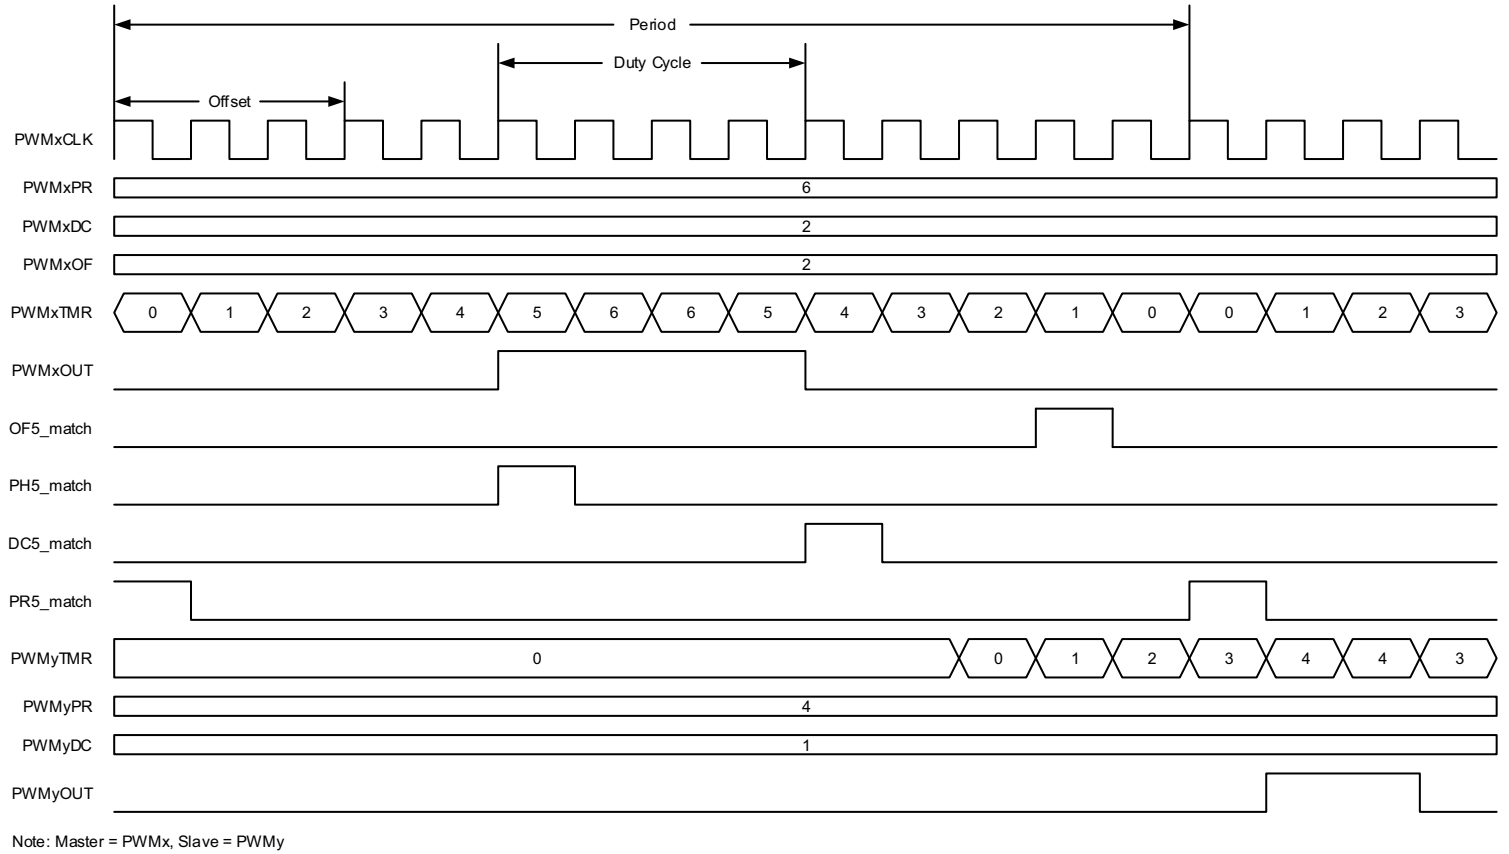 Period
Duty Cycle
Offset
PWMxCLK
PWMxPR 6
PWMxDC 2
PWMxOF 2
PWMxTMR 0 1 2 3 4 5 6 6 5 4 3 2 1 0 0 1 2 3
PWMxOUT
OF5_match
PH5_match
DC5_match
PR5_match
PWMyTMR 0 0 1 2 3 4 4 3
PWMyPR 4
PWMyDC 1
PWMyOUT
Note: Master = PWMx, Slave = PWMy